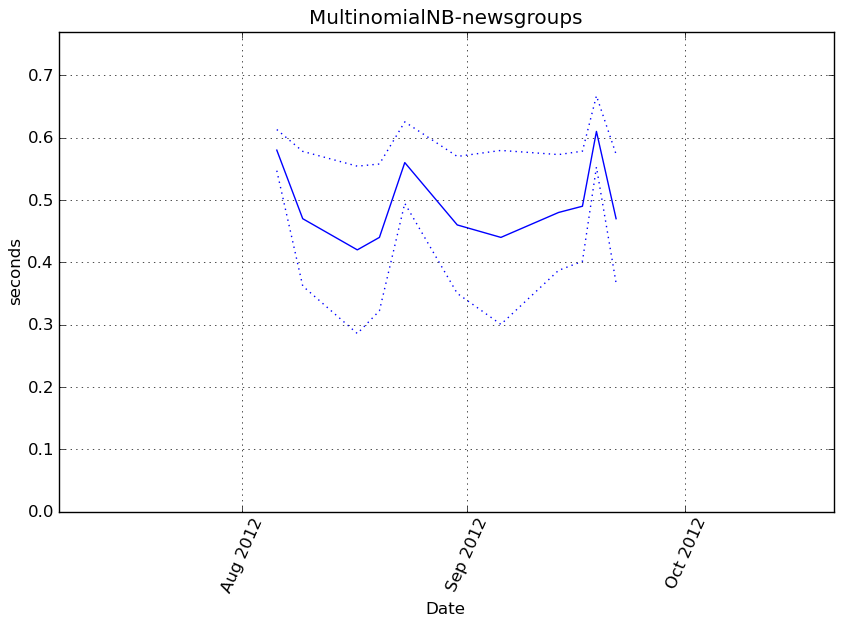 MultinomialNB-newsgroups
0.7
0.6
0.5
0.4
0.3
0.2
0.1
0.0
seconds
Aug 2012
Sep 2012
Oct 2012
Date